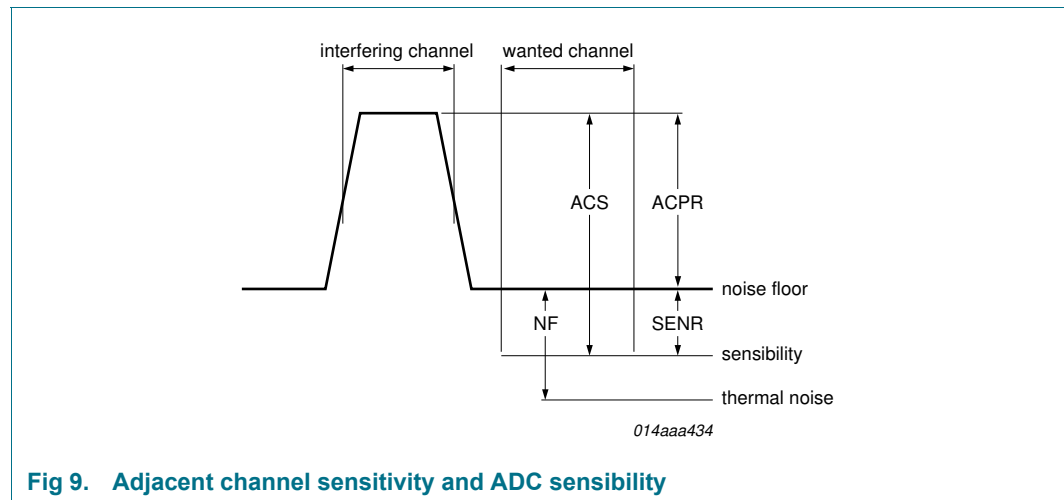 interfering channel wanted channel
ACS ACPR
noise floor
NF SENR
sensibility
thermal noise
014aaa434
Fig 9. Adjacent channel sensitivity and ADC sensibility